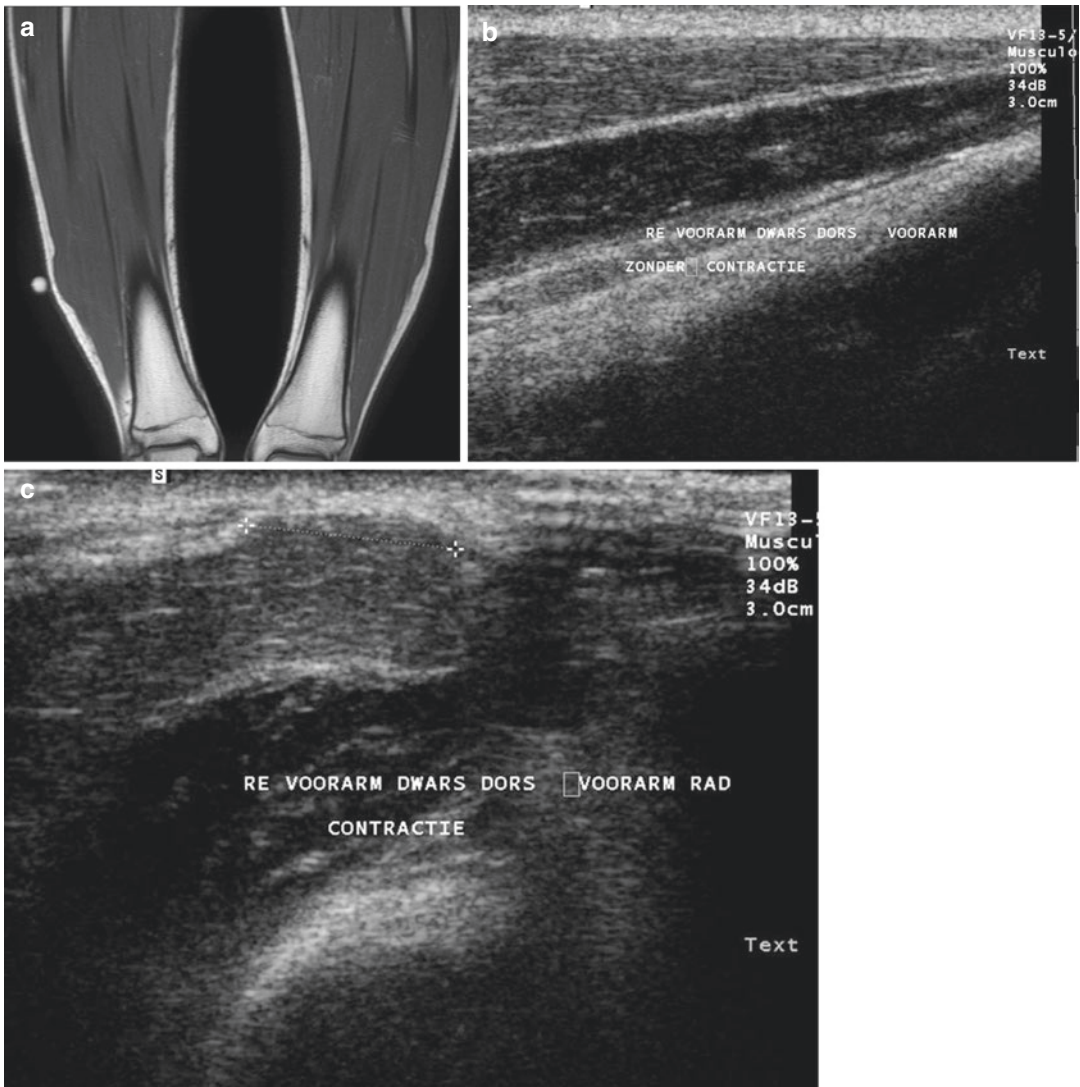 a
b
VF13-5/
Musculo
100%
34dB
3.0cm
RE VOORARM DWARS DORS VOORARM
ZONDER CONTRACTIE
Text
c
S
VF13-5
Muscul
100%
34dB
3.0cm
RE VOORARM DWARS DORS VOORARM RAD
CONTRACTIE
Text